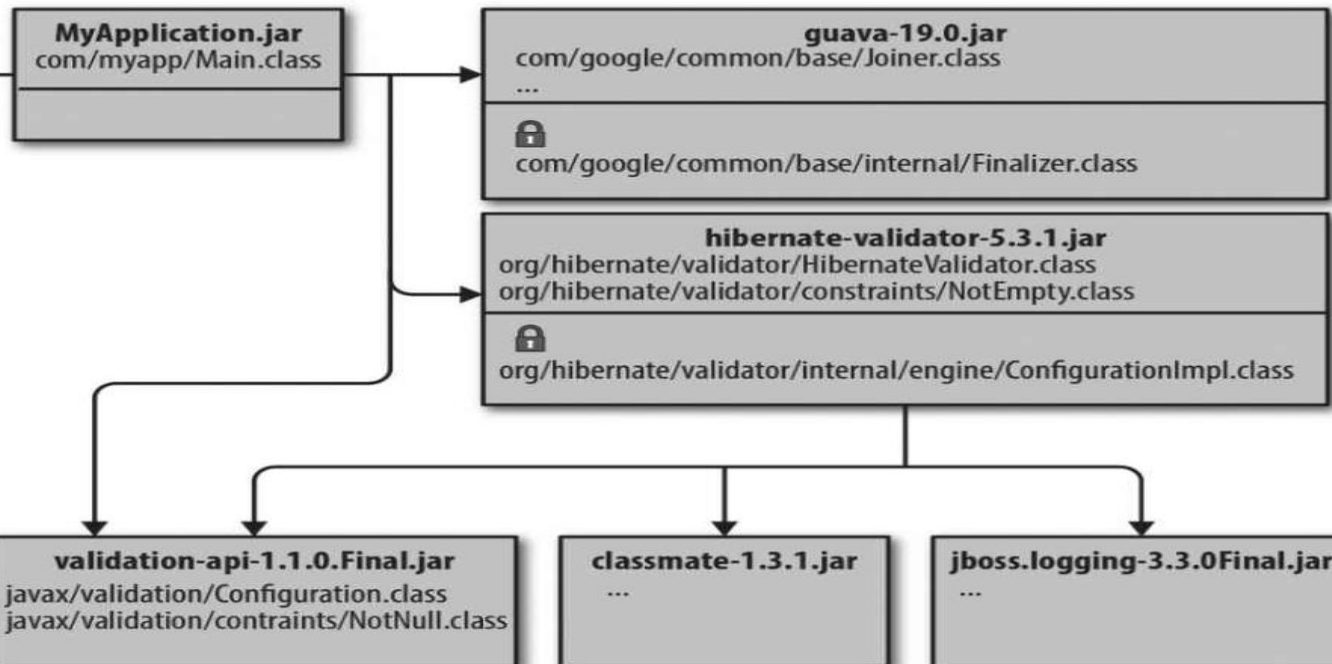 MyApplication.jar
com/myapp/Main.class
guava-19.0.jar
com/google/common/base/Joiner.class
...
com/google/common/base/internal/Finalizer.class
hibernate-validator-5.3.1.jar
org/hibernate/validator/HibernateValidator.class
org/hibernate/validator/constraints/NotEmpty.class
org/hibernate/validator/internal/engine/ConfigurationImpl.class
validation-api-1.1.0.Final.jar
javax/validation/Configuration.class
javax/validation/contraints/NotNull.class
classmate-1.3.1.jar
...
jboss.logging-3.3.0Final.jar
...